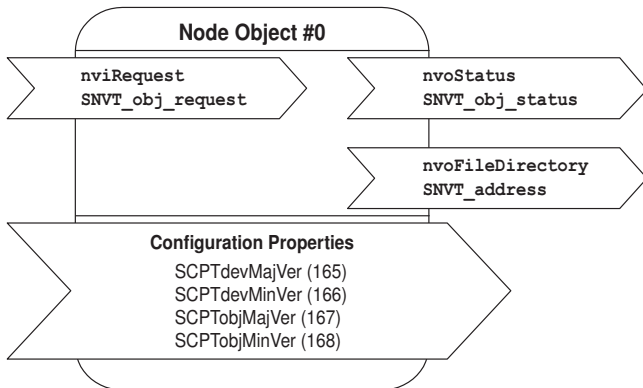 Node Object #0
nviRequest
SNVT_obj_request
nvoStatus
SNVT_obj_status
nvoFileDirectory
SNVT_address
Configuration Properties
SCPTdevMajVer (165)
SCPTdevMinVer (166)
SCPTobjMajVer (167)
SCPTobjMinVer (168)